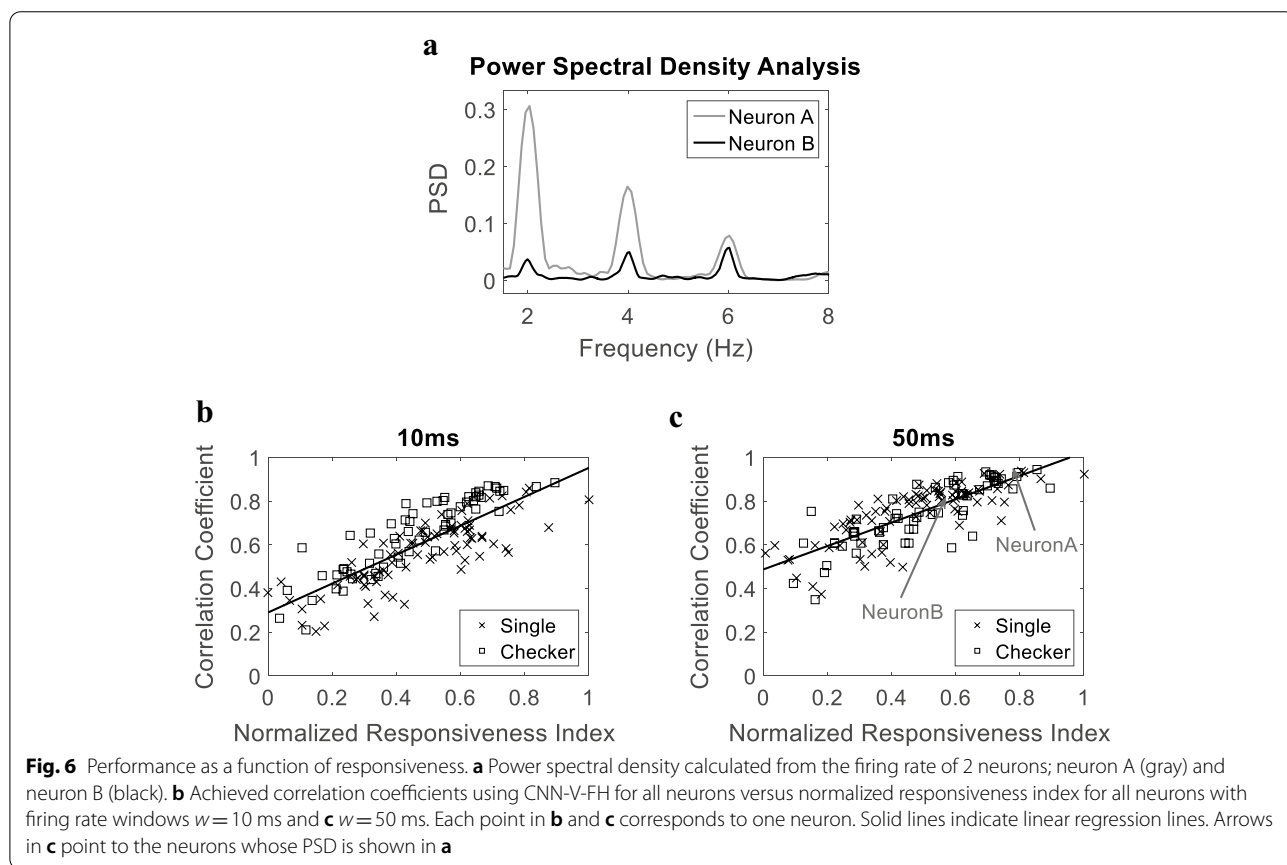 a
Power Spectral Density Analysis
0.3
0.2
0.1
0
PSD
Neuron A
Neuron B
2 4 6 8
Frequency (Hz)
b
10ms
1
0.8
0.6
0.4
0.2
0
Correlation Coefficient
Single
Checker
0 0.2 0.4 0.6 0.8 1
Normalized Responsiveness Index
c
50ms
1
0.8
0.6
0.4
0.2
0
Correlation Coefficient
NeuronA
NeuronB
Single
Checker
0 0.2 0.4 0.6 0.8 1
Normalized Responsiveness Index
Fig. 6 Performance as a function of responsiveness. a Power spectral density calculated from the firing rate of 2 neurons; neuron A (gray) and
neuron B (black). b Achieved correlation coefficients using CNN-V-FH for all neurons versus normalized responsiveness index for all neurons with
firing rate windows w = 10 ms and c w = 50 ms. Each point in b and c corresponds to one neuron. Solid lines indicate linear regression lines. Arrows
in c point to the neurons whose PSD is shown in a